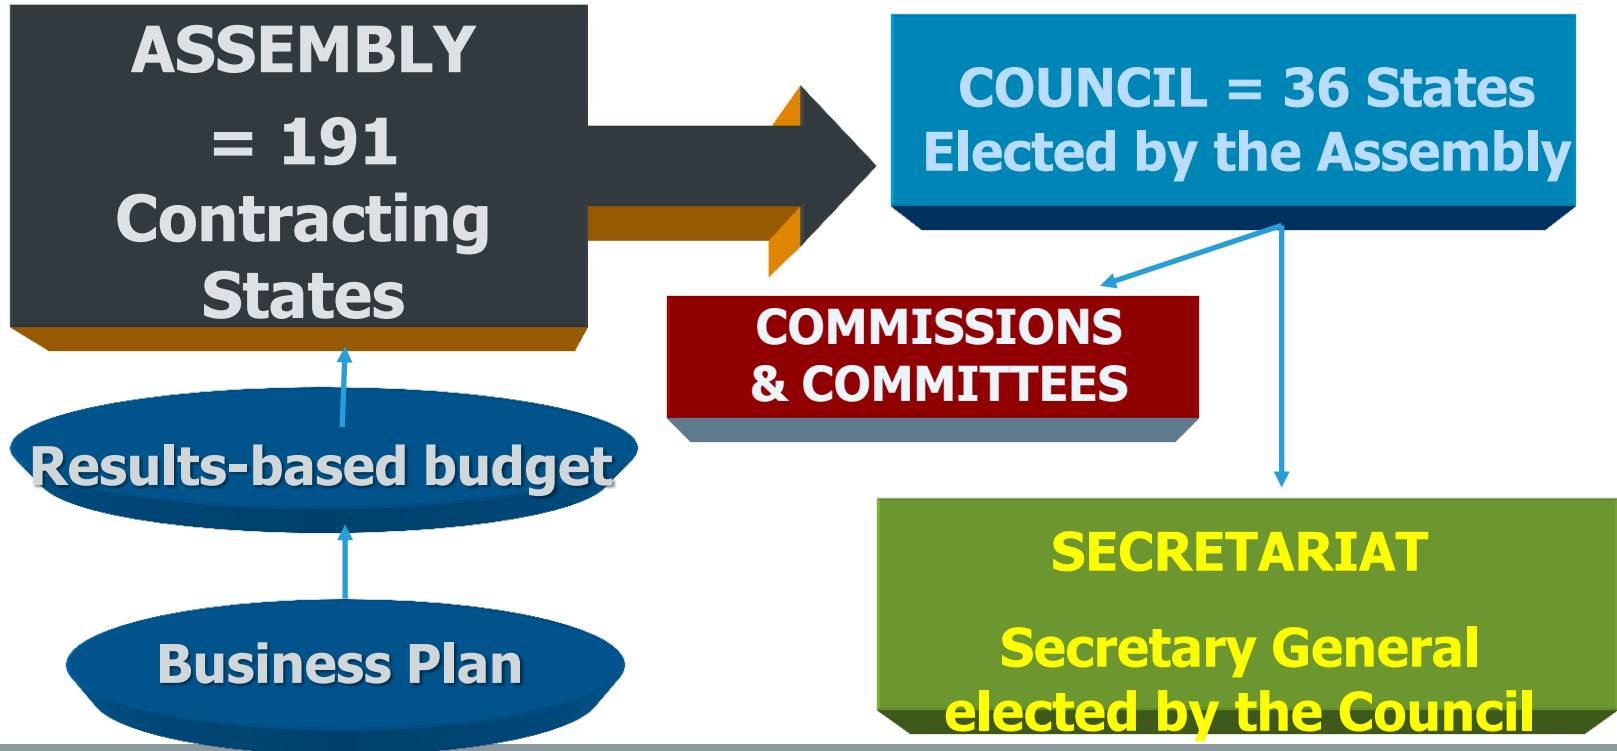 ASSEMBLY
= 191
Contracting
States
COUNCIL = 36 States
Elected by the Assembly
COMMISSIONS
& COMMITTEES
Results-based budget
Business Plan
SECRETARIAT
Secretary General
elected by the Council